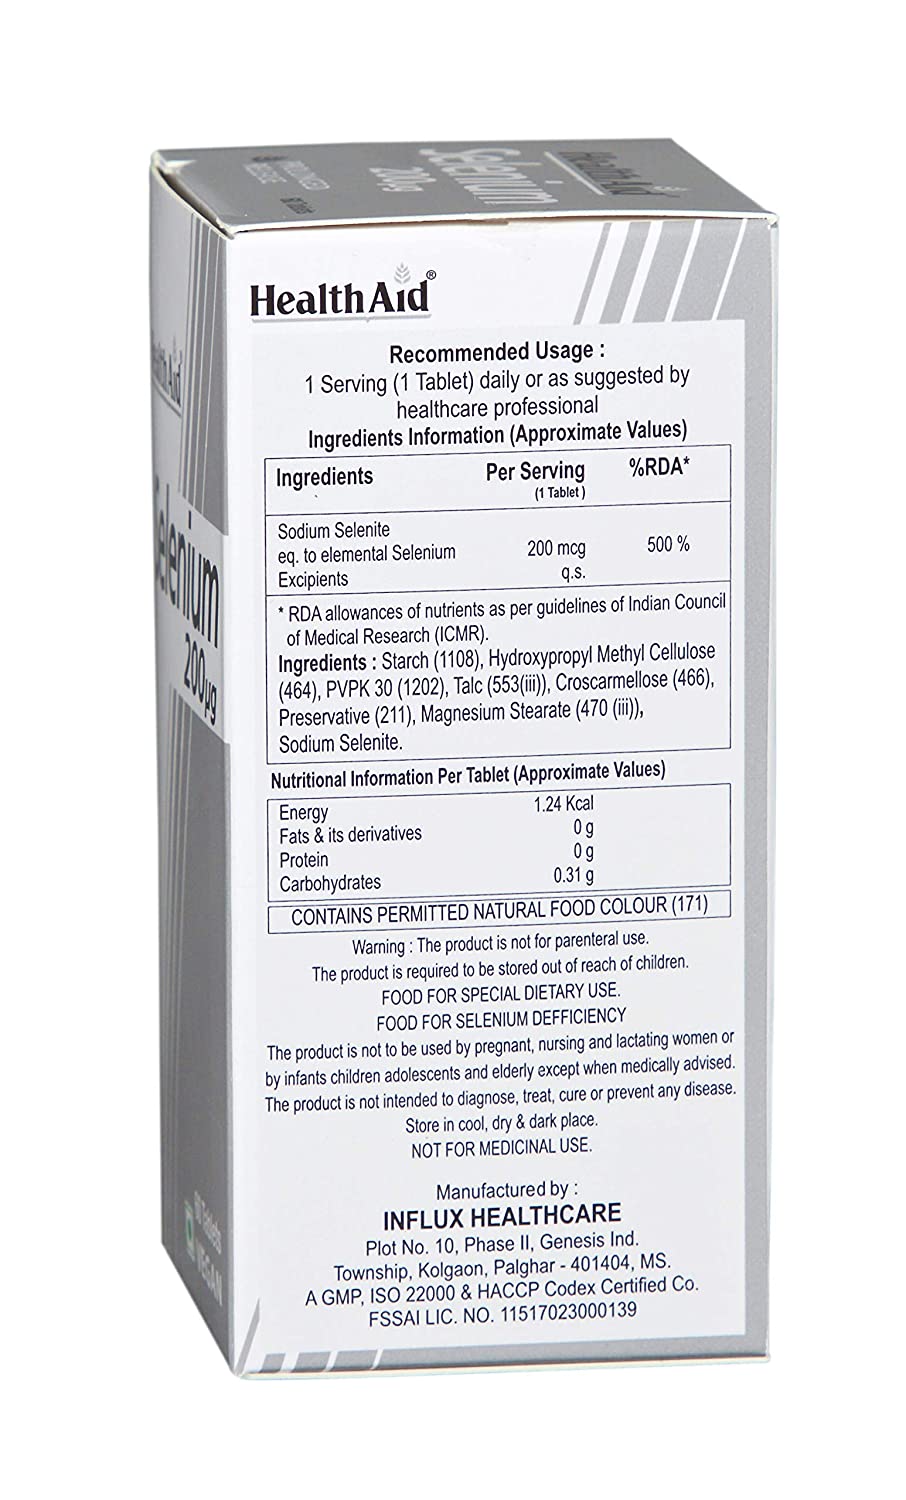 HealthAid
Selenium
200µg
PROLONGED
RELEASE
HealthAid®
Recommended Usage :
1 Serving (1 Tablet) daily or as suggested by
healthcare professional
Ingredients Information (Approximate Values)
Ingredients Per Serving %RDA*
(1 Tablet )
Sodium Selenite
eq. to elemental Selenium 200 mcg 500 %
Excipients q.s.
* RDA allowances of nutrients as per guidelines of Indian Council
of Medical Research (ICMR).
Ingredients : Starch (1108), Hydroxypropyl Methyl Cellulose
(464), PVPK 30 (1202), Talc (553(iii)), Croscarmellose (466),
Preservative (211), Magnesium Stearate (470 (iii)),
Sodium Selenite.
Nutritional Information Per Tablet (Approximate Values)
Energy 1.24 Kcal
Fats & its derivatives 0 g
Protein 0 g
Carbohydrates 0.31 g
CONTAINS PERMITTED NATURAL FOOD COLOUR (171)
Warning : The product is not for parenteral use.
The product is required to be stored out of reach of children.
FOOD FOR SPECIAL DIETARY USE.
FOOD FOR SELENIUM DEFFICIENCY
The product is not to be used by pregnant, nursing and lactating women or
by infants children adolescents and elderly except when medically advised.
The product is not intended to diagnose, treat, cure or prevent any disease.
Store in cool, dry & dark place.
NOT FOR MEDICINAL USE.
Manufactured by :
INFLUX HEALTHCARE
Plot No. 10, Phase II, Genesis Ind.
Township, Kolgaon, Palghar - 401404, MS.
A GMP, ISO 22000 & HACCP Codex Certified Co.
FSSAI LIC. NO. 11517023000139
Selenium
200µg
60 Tablets
VEGAN